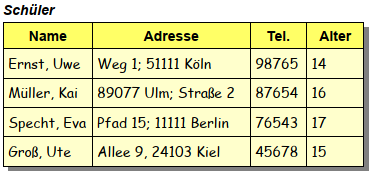 Schüler
Name Adresse Tel. Alter
Ernst, Uwe Weg 1; 51111 Köln 98765 14
Müller, Kai 89077 Ulm; Straße 2 87654 16
Specht, Eva Pfad 15; 11111 Berlin 76543 17
Groß, Ute Allee 9, 24103 Kiel 45678 15